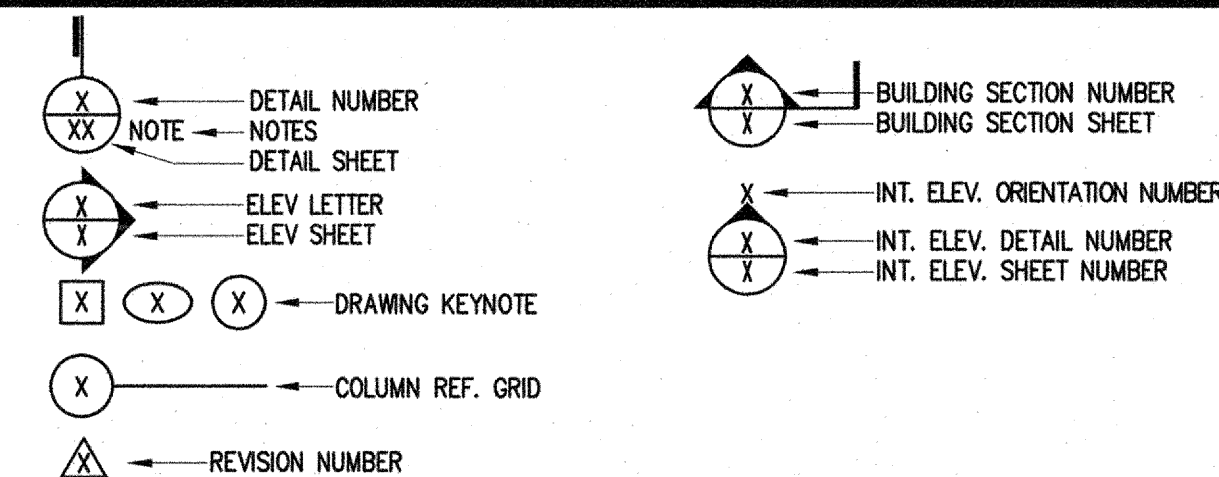 X
DETAIL NUMBER
XX NOTE NOTES
DETAIL SHEET
X
ELEV LETTER
X
ELEV SHEET
X X X DRAWING KEYNOTE
X COLUMN REF. GRID
X REVISION NUMBER
X BUILDING SECTION NUMBER
X BUILDING SECTION SHEET
X INT. ELEV. ORIENTATION NUMBER
X INT. ELEV. DETAIL NUMBER
X INT. ELEV. SHEET NUMBER